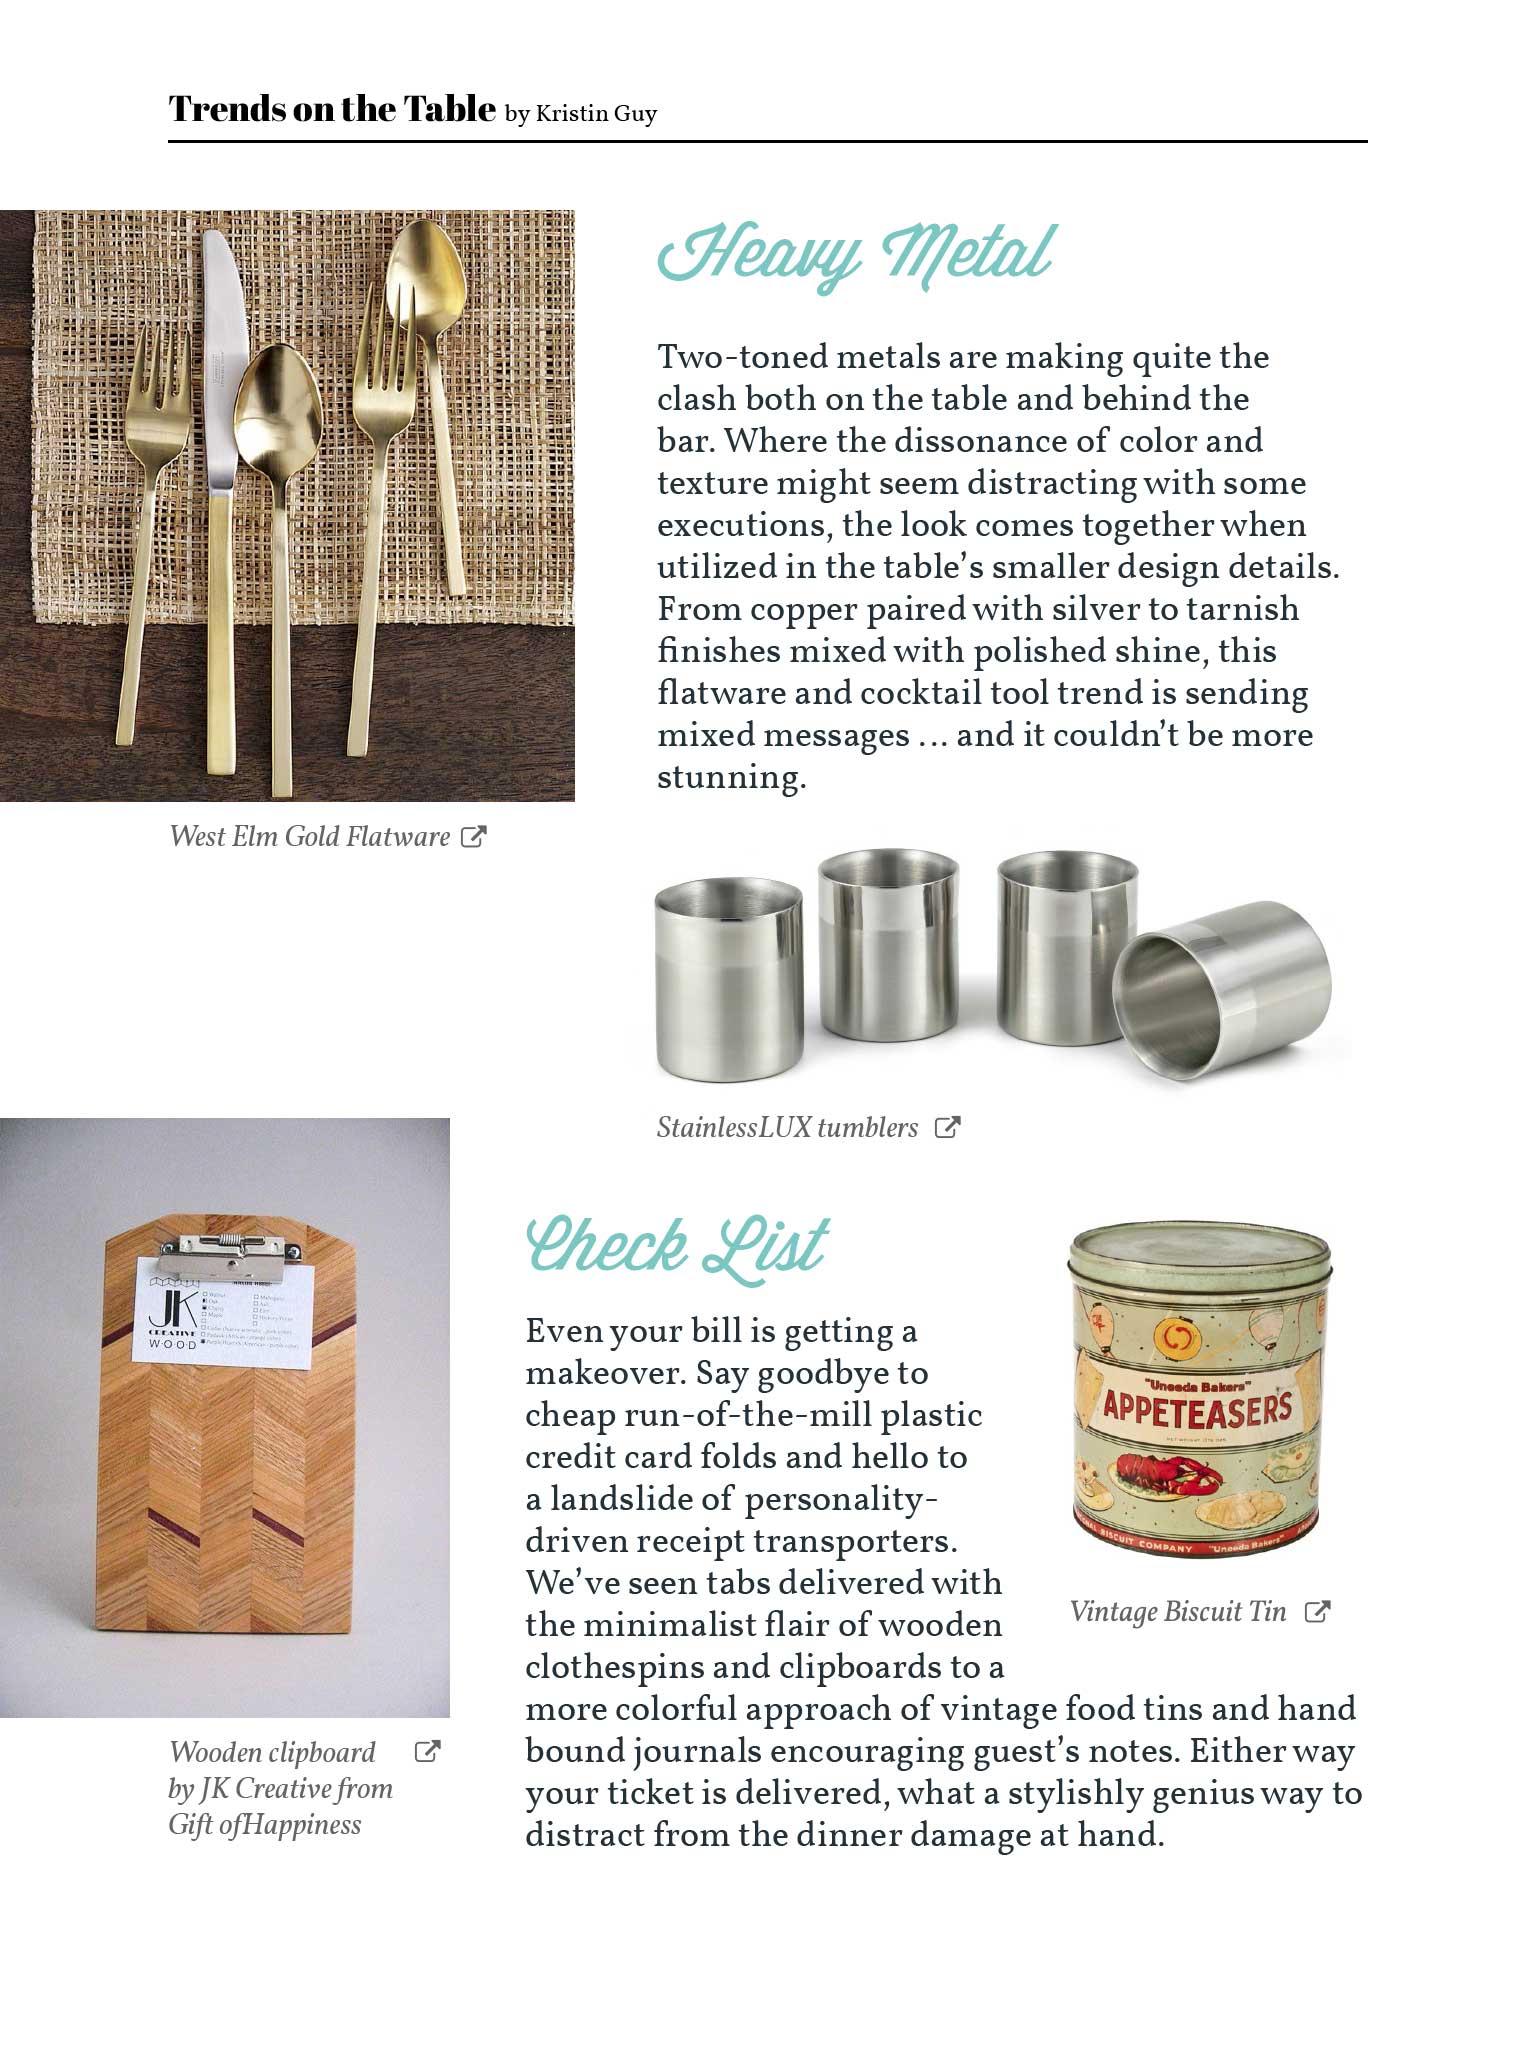 Trends on the Table by Kristin Guy
Heavy Metal
Two-toned metals are making quite the
clash both on the table and behind the
bar. Where the dissonance of color and
texture might seem distracting with some
executions, the look comes together when
utilized in the table's smaller design details.
From copper paired with silver to tarnish
finishes mixed with polished shine, this
flatware and cocktail tool trend is sending
mixed messages ... and it couldn't be more
stunning.
West Elm Gold Flatware
StainlessLUX tumblers
JK
CREATIVE
W·O·O·D
Walnut
Oak
Cherry
Maple
Mahogany
Ash
Wooden clipboard
by JK Creative from
Gift ofHappiness
Check List
Even your bill is getting a
makeover. Say goodbye to
cheap run-of-the-mill plastic
credit card folds and hello to
a landslide of personality-
driven receipt transporters.
We've seen tabs delivered with
the minimalist flair of wooden
clothespins and clipboards to a
more colorful approach of vintage food tins and hand
bound journals encouraging guest's notes. Either way
your ticket is delivered, what a stylishly genius way to
distract from the dinner damage at hand.
"Uneeda Bakers"
APPETEASERS
BISCUIT COMPANY "Uneeda Bakers"
Vintage Biscuit Tin